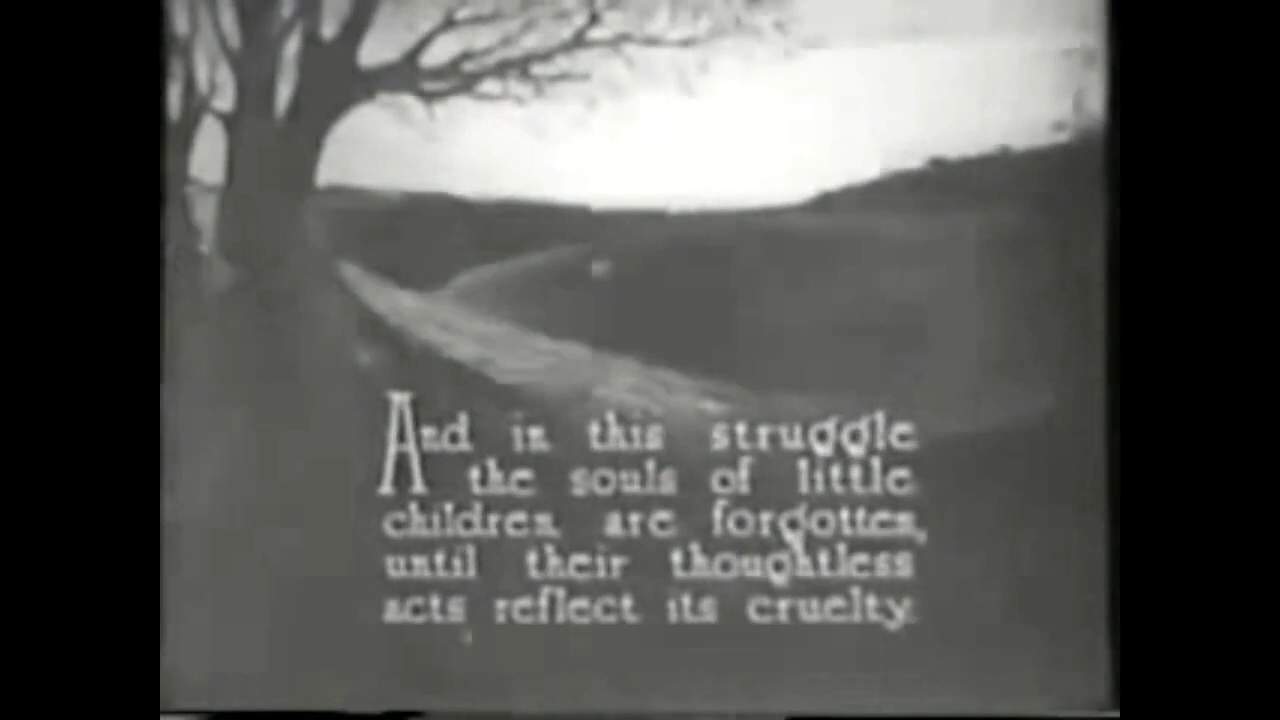 And in this struggle
the souls of little
children are forgotten,
until their thoughtless
acts reflect its cruelty.